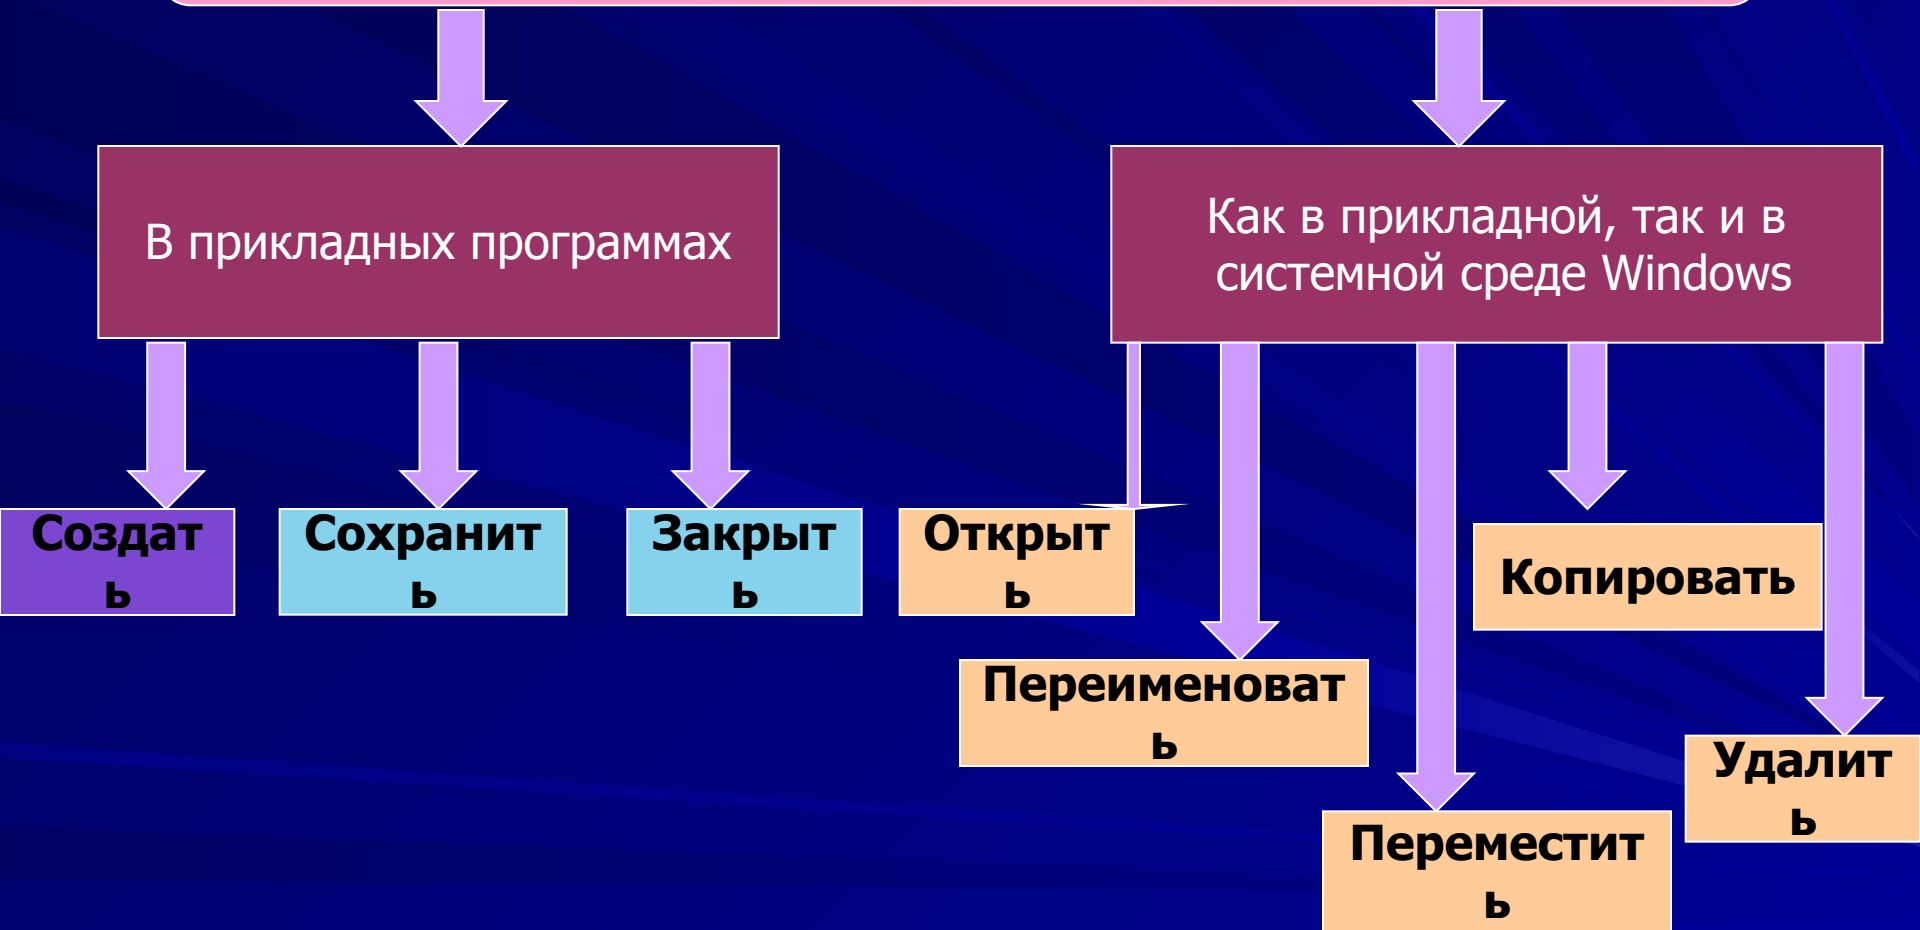 В прикладных программах
Как в прикладной, так и в
системной среде Windows
Создат
ь
Сохранит
ь
Закрыт
ь
Открыт
ь
Копировать
Переименоват
ь
Удалит
ь
Переместит
ь